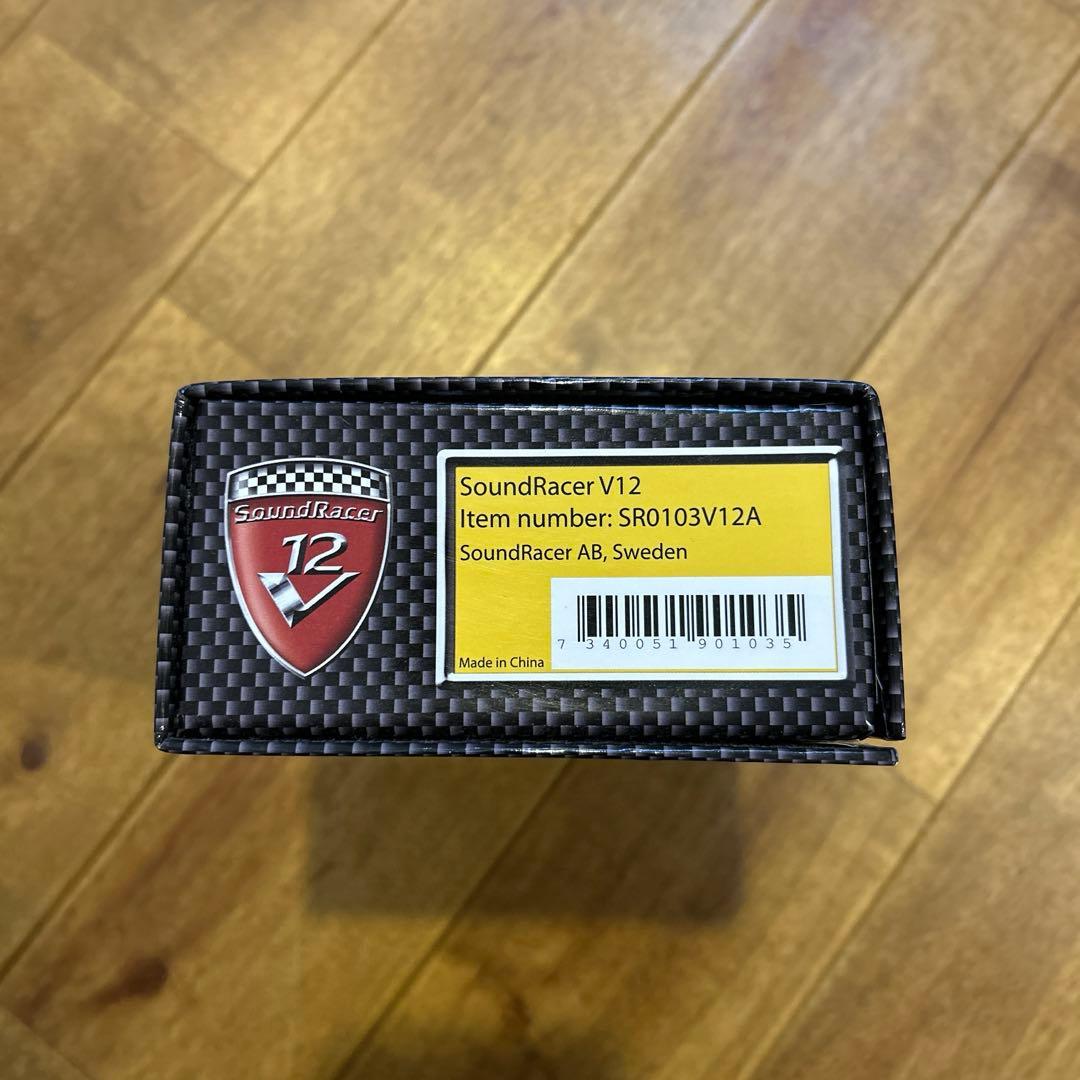 SoundRacer
12
V
SoundRacer V12
Item number: SR0103V12A
SoundRacer AB, Sweden
7 340051 901035
Made in China